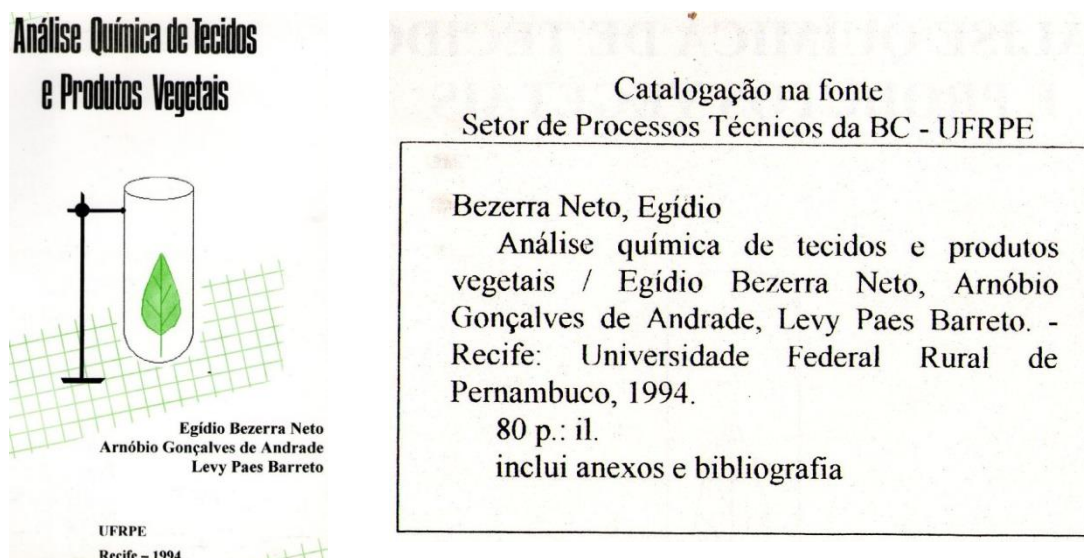 Análise Química de Tecidos
e Produtos Vegetais
Egídio Bezerra Neto
Arnóbio Gonçalves de Andrade
Levy Paes Barreto
UFRPE
Recife – 1994
Catalogação na fonte
Setor de Processos Técnicos da BC - UFRPE
Bezerra Neto, Egídio
Análise química de tecidos e produtos
vegetais / Egídio Bezerra Neto, Arnóbio
Gonçalves de Andrade, Levy Paes Barreto. -
Recife: Universidade Federal Rural de
Pernambuco, 1994.
80 p.: il.
inclui anexos e bibliografia